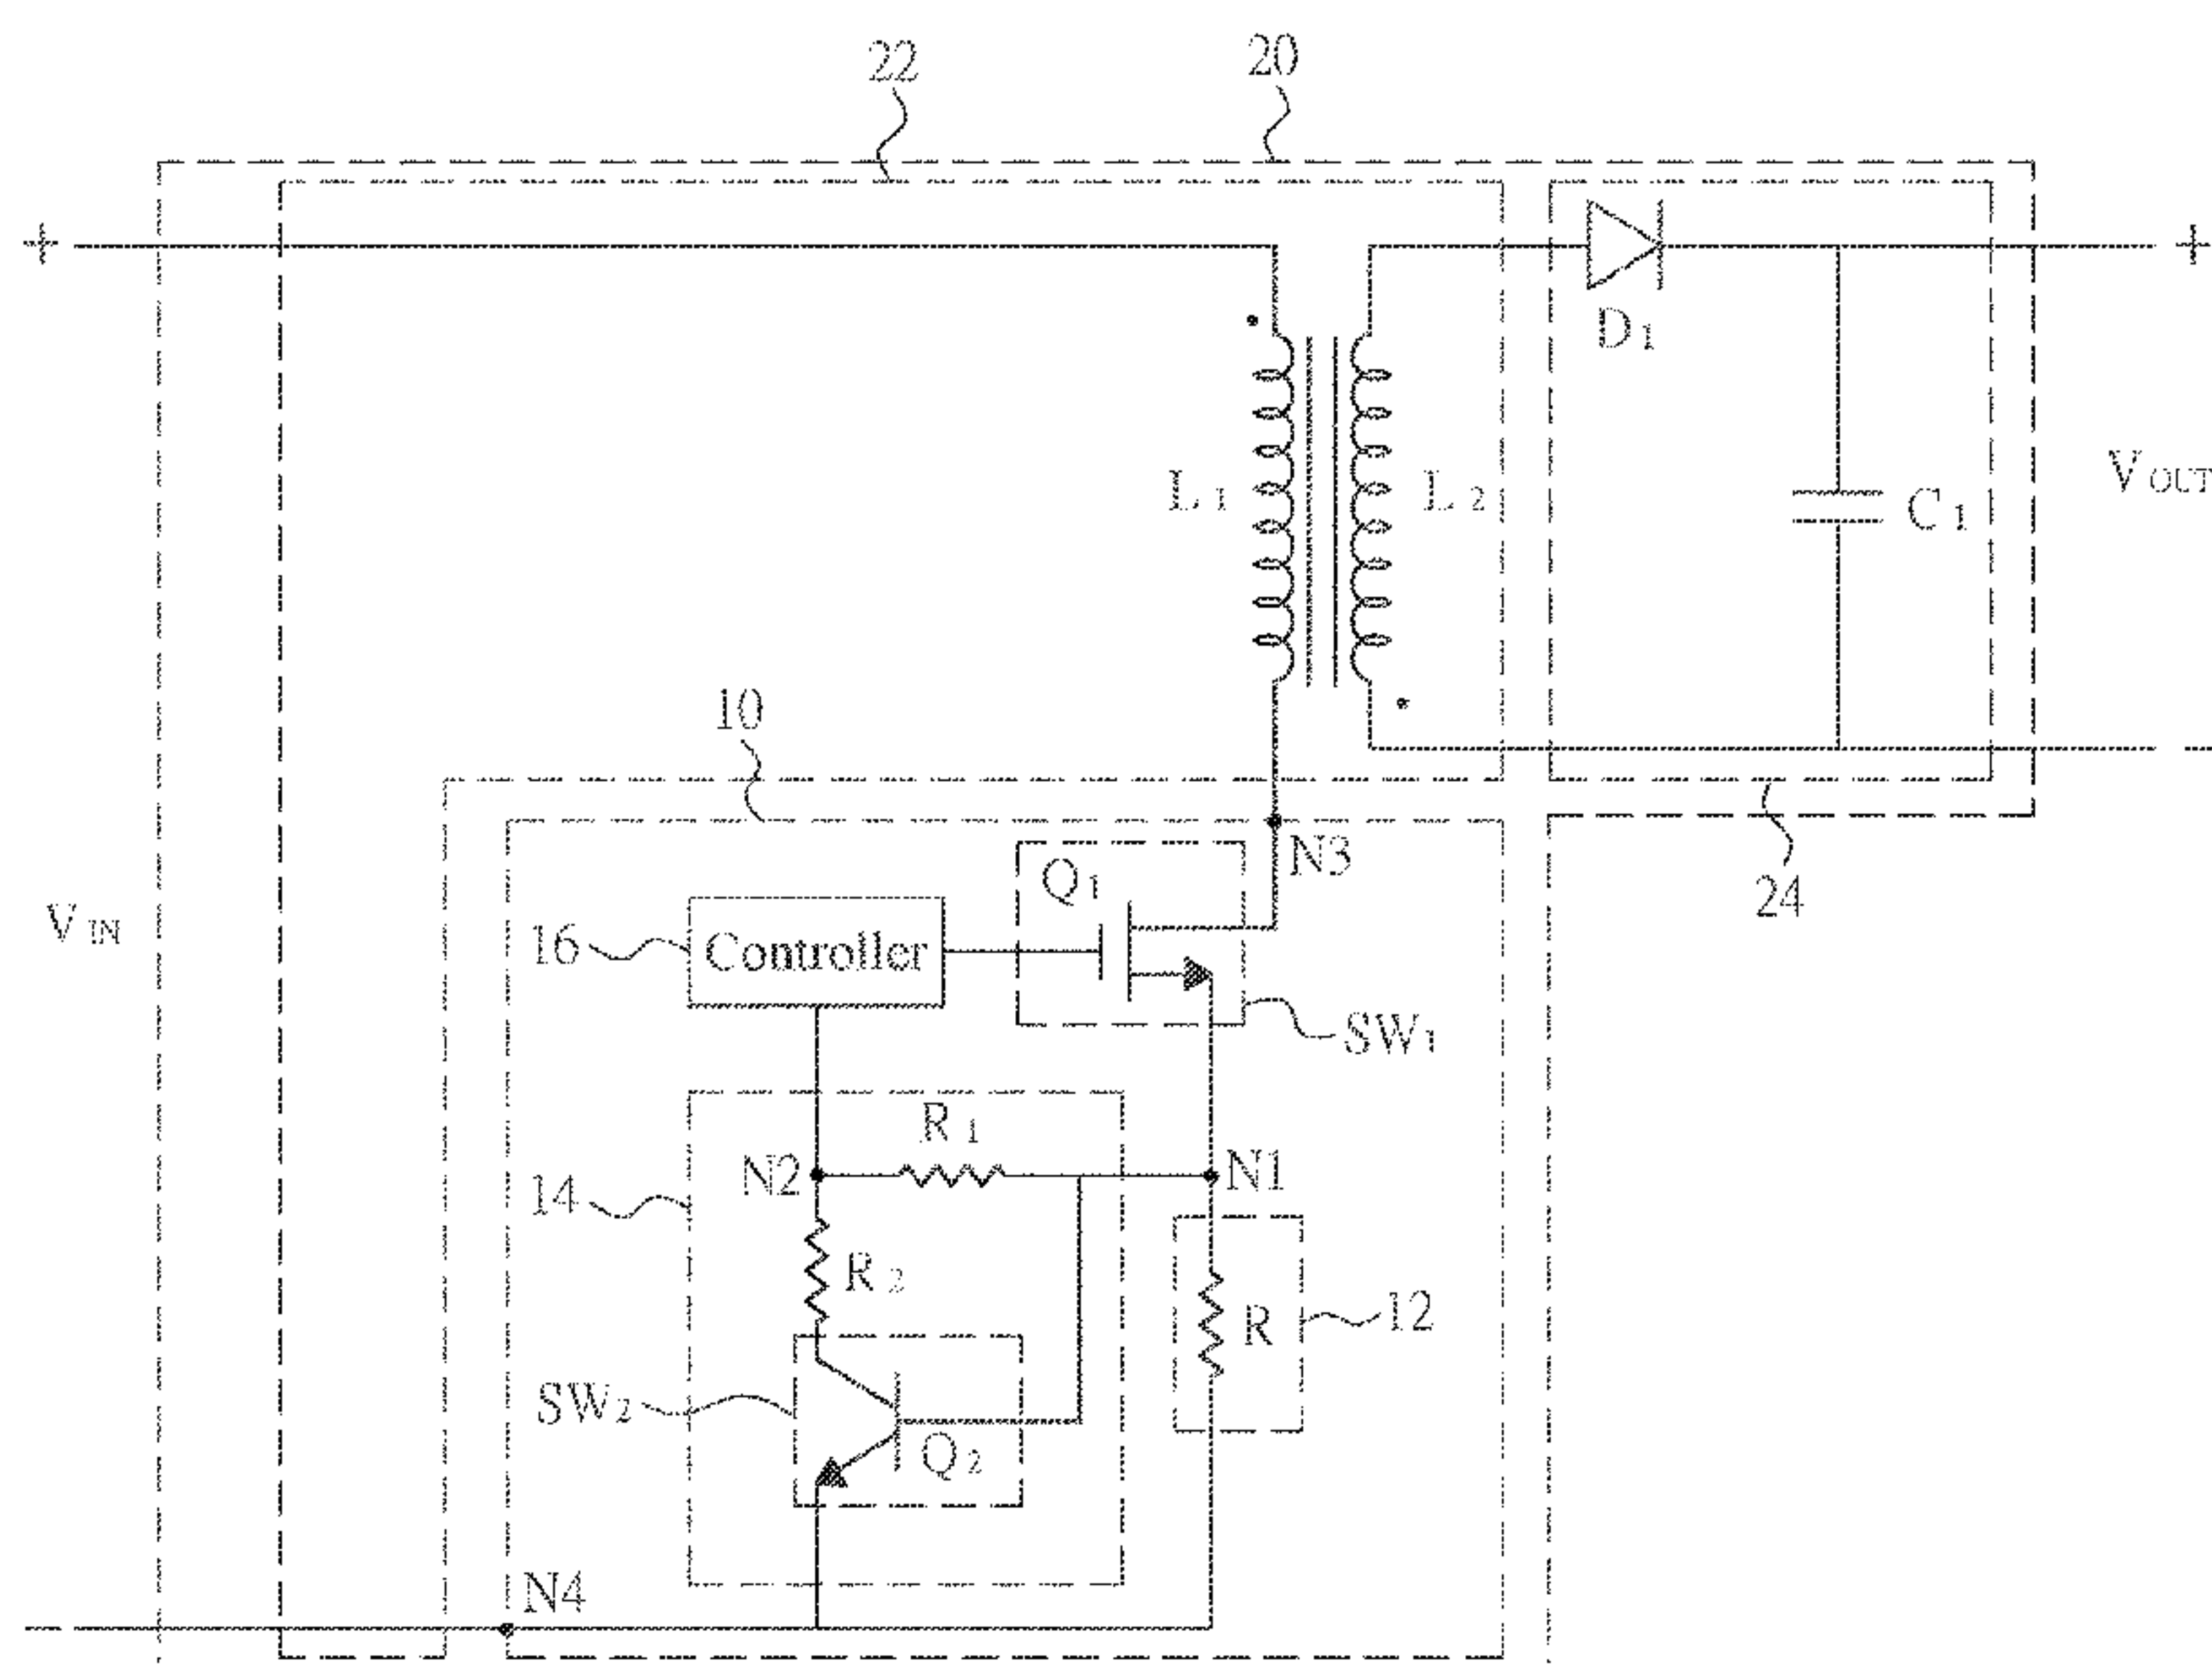 22
20
+
+
D1
L1
L2
VOUT
C1
10
-
N3
Q1
24
VIN
16
Controller
SW1
R1
N2
N1
14
R2
R
12
SW2
Q2
N4
-